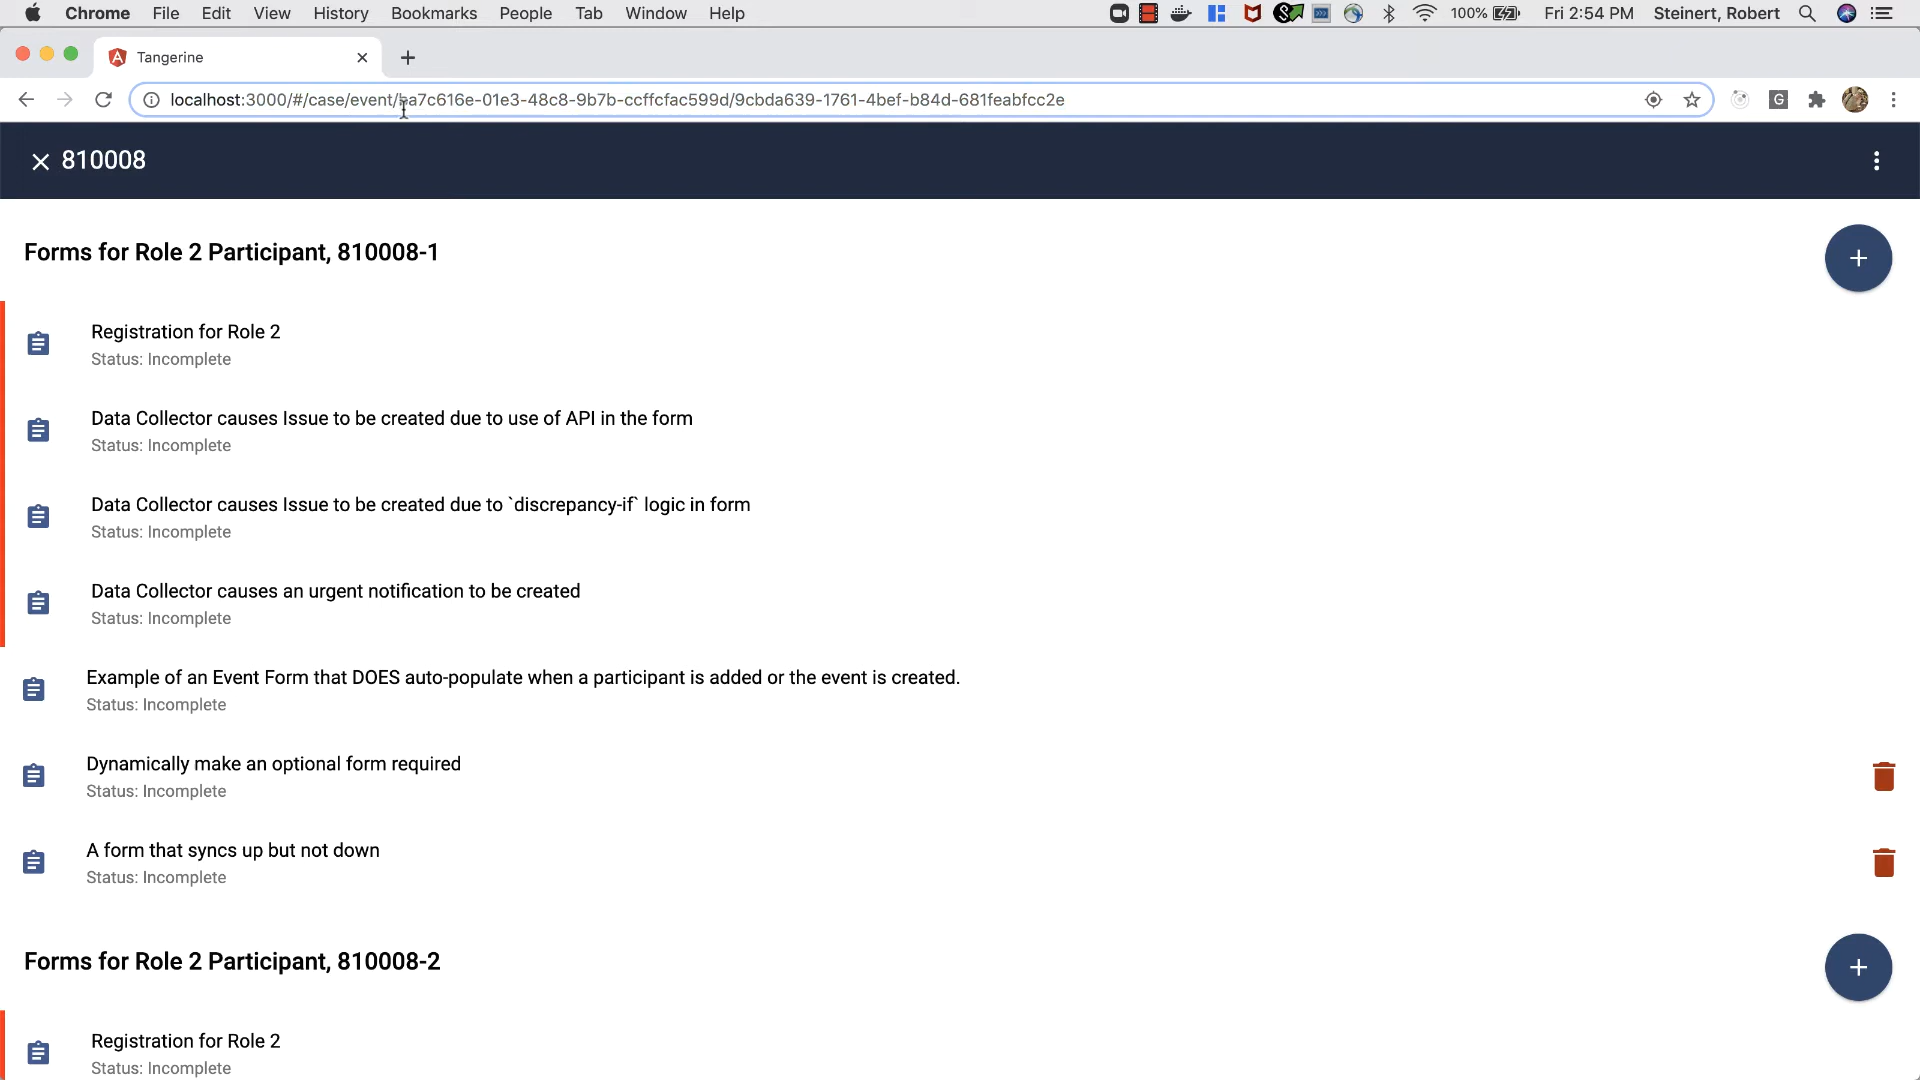 Chrome File Edit View History Bookmarks People Tab Window Help 100% Fri 2:54 PM Steinert, Robert
Tangerine
localhost:3000/#/case/event/ba7c616e-01e3-48c8-9b7b-ccffcfac599d/9cbda639-1761-4bef-b84d-681feabfcc2e G
810008
Forms for Role 2 Participant, 810008-1
Registration for Role 2
Status: Incomplete
Data Collector causes Issue to be created due to use of API in the form
Status: Incomplete
Data Collector causes Issue to be created due to `discrepancy-if` logic in form
Status: Incomplete
Data Collector causes an urgent notification to be created
Status: Incomplete
Example of an Event Form that DOES auto-populate when a participant is added or the event is created.
Status: Incomplete
Dynamically make an optional form required
Status: Incomplete
A form that syncs up but not down
Status: Incomplete
Forms for Role 2 Participant, 810008-2
Registration for Role 2
Status: Incomplete